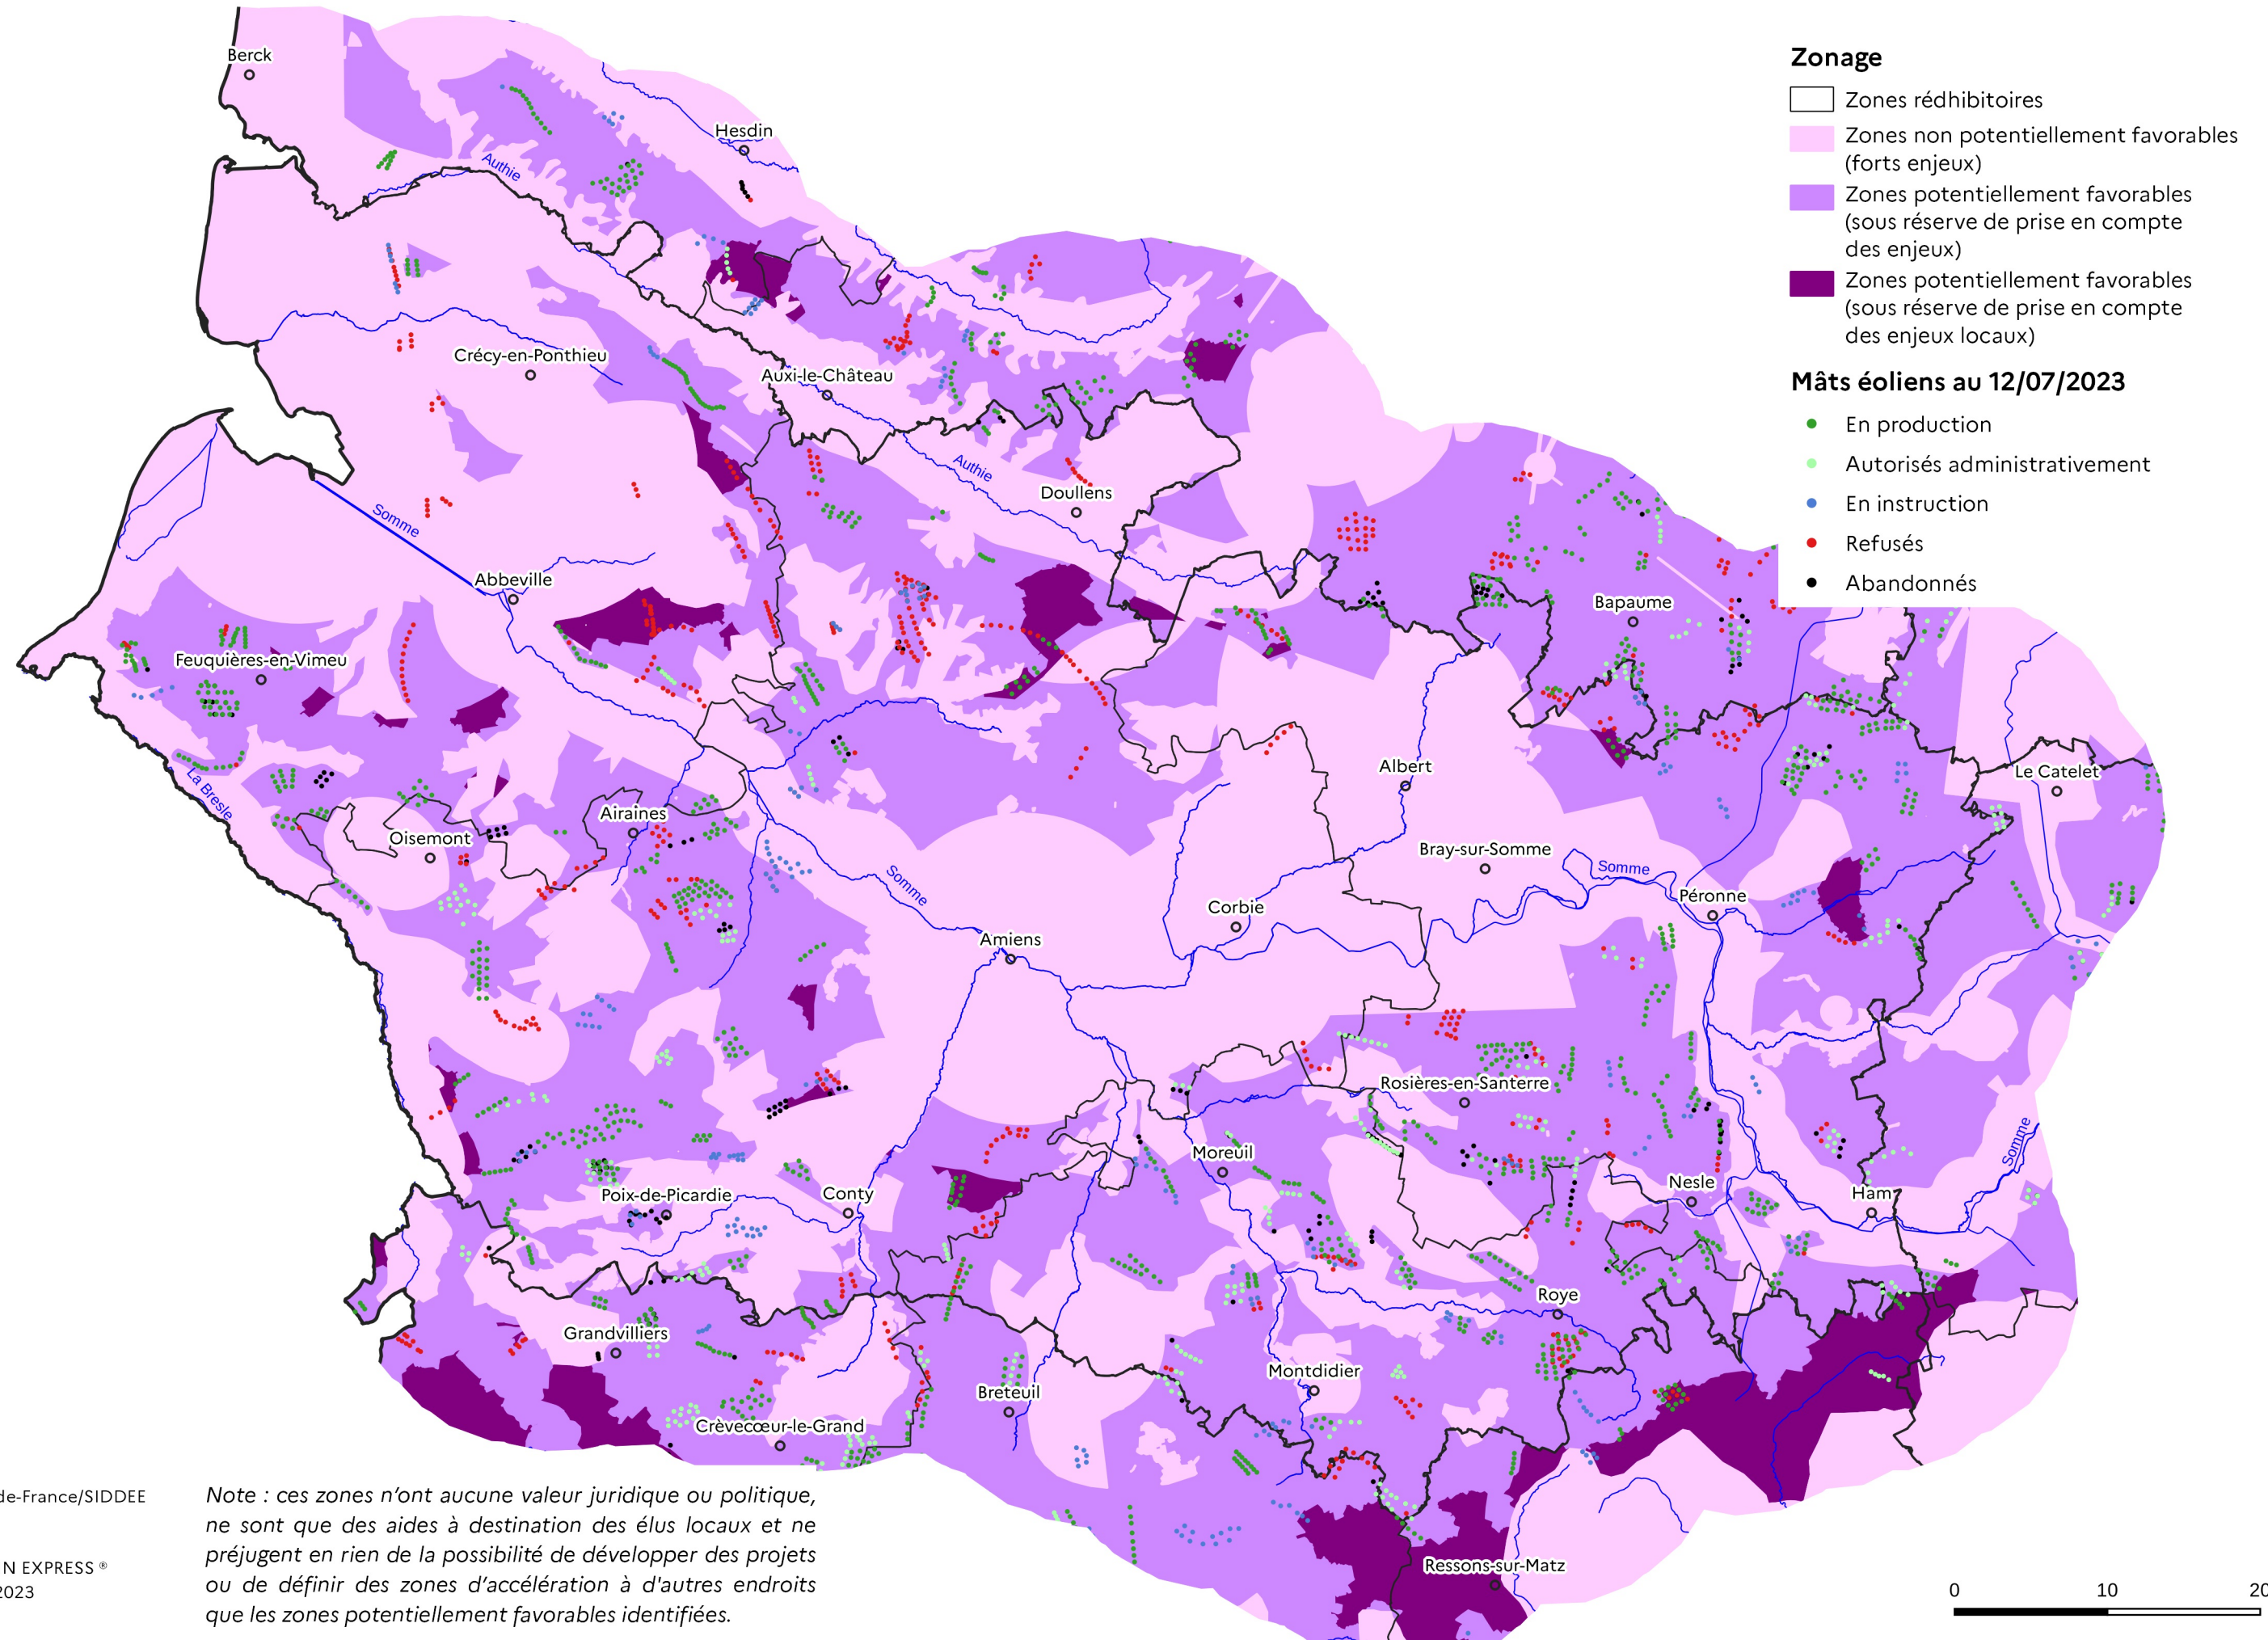 Berck
Hesdin
Authie
Crécy-en-Ponthieu
Auxi-le-Château
Authie
Doullens
Somme
Abbeville
Bapaume
Feuquières-en-Vimeu
La Bresle
Albert
Le Catelet
Airaines
Oisemont
Bray-sur-Somme
Somme
Somme
Péronne
Corbie
Amiens
Rosières-en-Santerre
Somme
Moreuil
Nesle
Ham
Poix-de-Picardie
Conty
Roye
Grandvilliers
Montdidier
Breteuil
Crèvecœur-le-Grand
Ressons-sur-Matz
Zonage
Zones rédhibitoires
Zones non potentiellement favorables
(forts enjeux)
Zones potentiellement favorables
(sous réserve de prise en compte
des enjeux)
Zones potentiellement favorables
(sous réserve de prise en compte
des enjeux locaux)
Mâts éoliens au 12/07/2023
En production
Autorisés administrativement
En instruction
Refusés
Abandonnés
de-France/SIDDEE
N EXPRESS ®
2023
Note : ces zones n’ont aucune valeur juridique ou politique,
ne sont que des aides à destination des élus locaux et ne
préjugent en rien de la possibilité de développer des projets
ou de définir des zones d’accélération à d'autres endroits
que les zones potentiellement favorables identifiées.
0 10 20